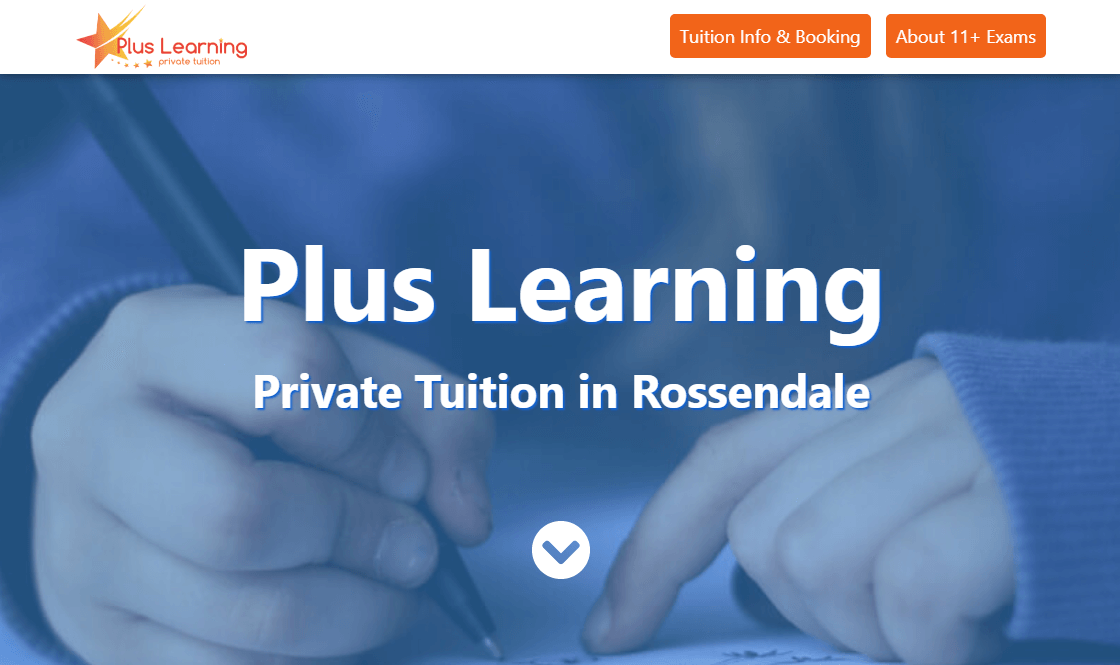 Plus Learning
private tuition
Tuition Info & Booking
About 11+ Exams
Plus Learning
Private Tuition in Rossendale